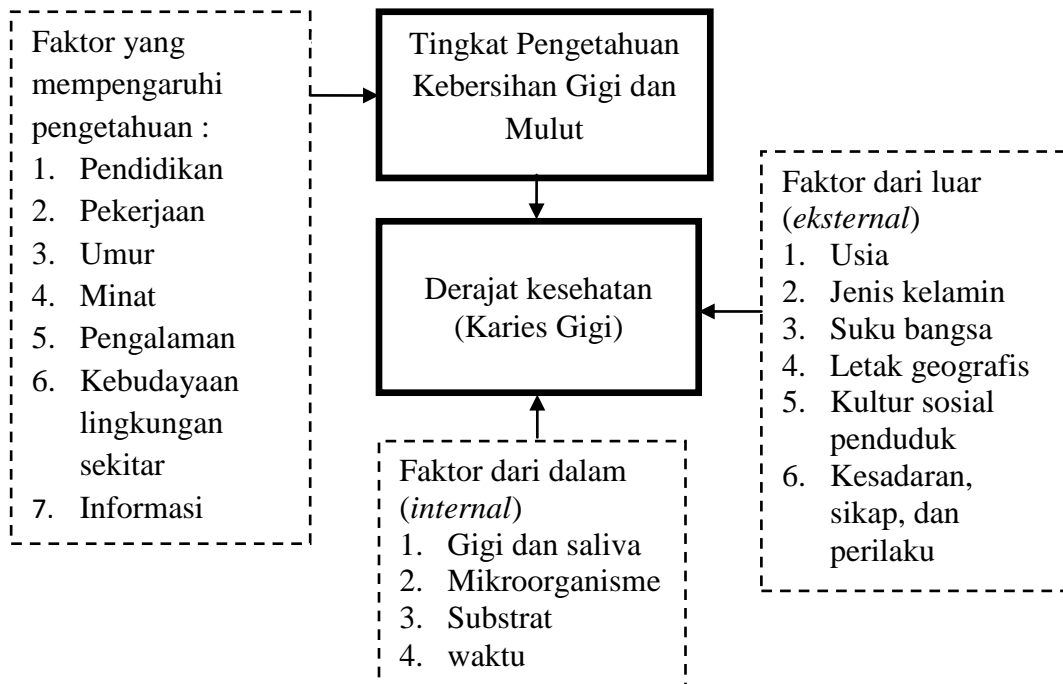 Faktor yang
mempengaruhi
pengetahuan :
1. Pendidikan
2. Pekerjaan
3. Umur
4. Minat
5. Pengalaman
6. Kebudayaan
lingkungan
sekitar
7. Informasi
Tingkat Pengetahuan
Kebersihan Gigi dan
Mulut
Derajat kesehatan
(Karies Gigi)
Faktor dari luar
(eksternal)
1. Usia
2. Jenis kelamin
3. Suku bangsa
4. Letak geografis
5. Kultur sosial
penduduk
6. Kesadaran,
sikap, dan
perilaku
Faktor dari dalam
(internal)
1. Gigi dan saliva
2. Mikroorganisme
3. Substrat
4. waktu